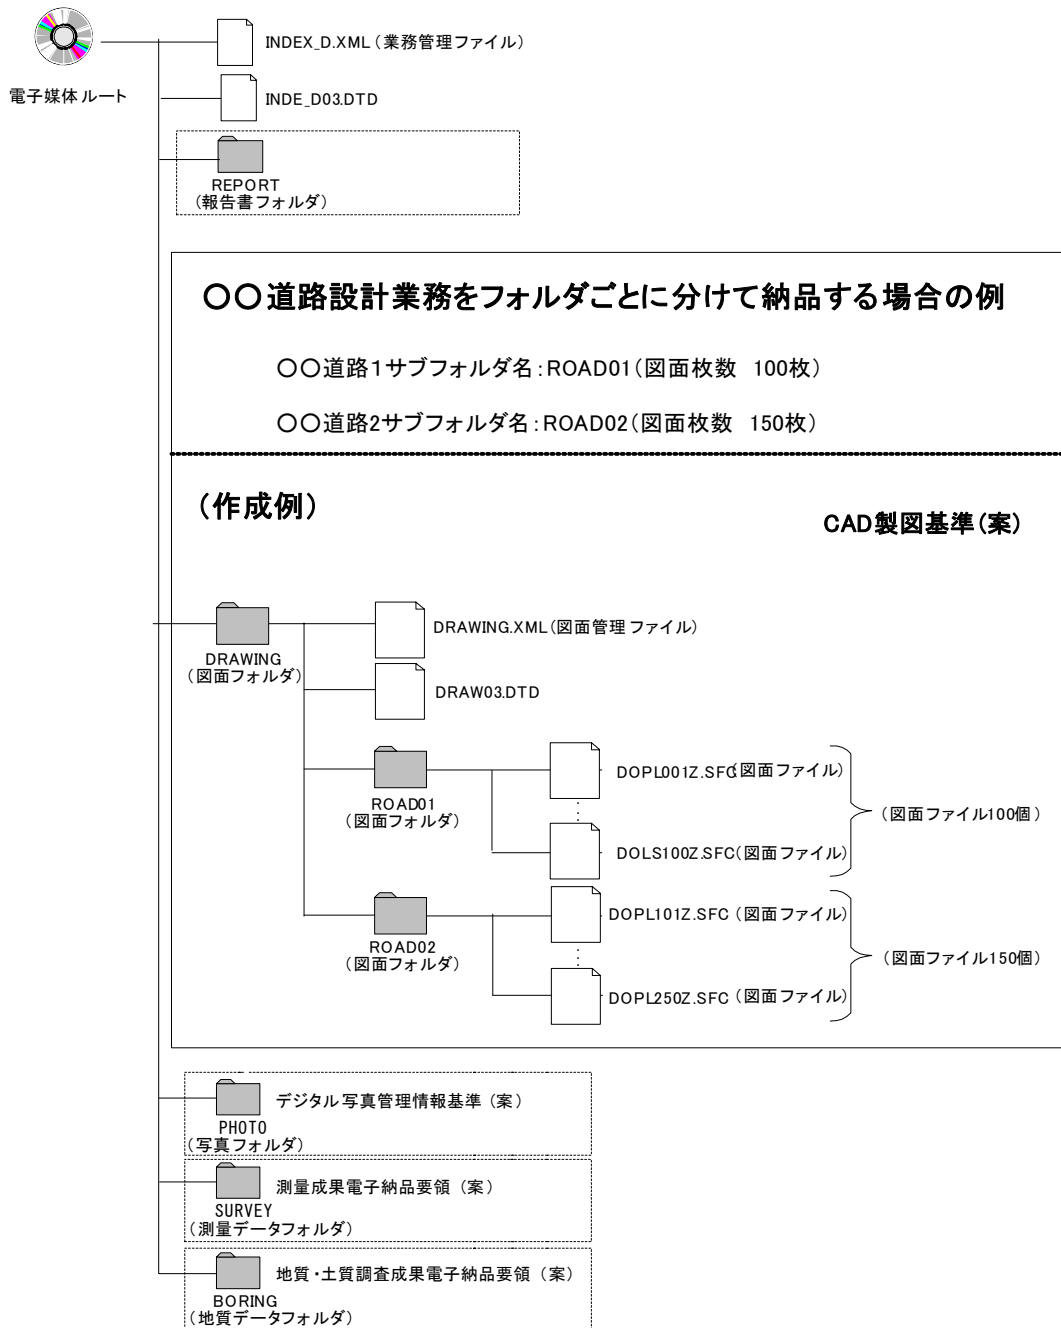 INDEX_D.XML（業務管理ファイル）
電子媒体ルート
INDE_D03.DTD
REPORT
（報告書フォルダ）
〇〇道路設計業務をフォルダごとに分けて納品する場合の例
〇〇道路１サブフォルダ名：ROAD01（図面枚数　100枚）
〇〇道路2サブフォルダ名：ROAD02（図面枚数　150枚）
（作成例）
CAD製図基準（案）
DRAWING.XML（図面管理ファイル）
DRAWING
（図面フォルダ）
DRAW03.DTD
DOPL001Z.SFC（図面ファイル）
ROAD01
（図面フォルダ）
（図面ファイル100個）
DOLS100Z.SFC（図面ファイル）
DOPL101Z.SFC（図面ファイル）
ROAD02
（図面フォルダ）
（図面ファイル150個）
DOPL250Z.SFC（図面ファイル）
デジタル写真管理情報基準（案）
PHOTO
（写真フォルダ）
測量成果電子納品要領（案）
SURVEY
（測量データフォルダ）
地質・土質調査成果電子納品要領（案）
BORING
（地質データフォルダ）